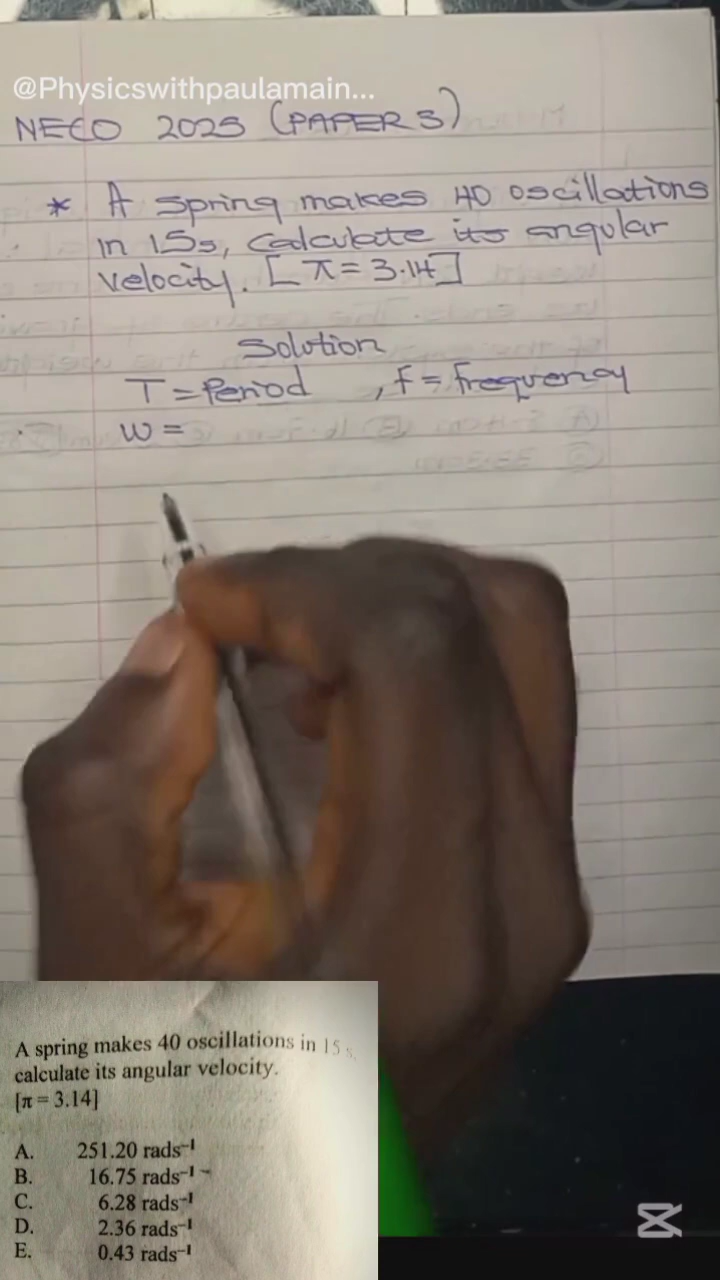 @Physicswithpaulamain...
NECO 2025 (PAPER 3)
* A spring makes 40 oscillations
in 15s, Calculate its angular
velocity. [π = 3.14]
Solution
T = Period , f = frequency
w =
A spring makes 40 oscillations in 15 s,
calculate its angular velocity.
[π = 3.14]
A. 251.20 rads⁻¹
B. 16.75 rads⁻¹
C. 6.28 rads⁻¹
D. 2.36 rads⁻¹
E. 0.43 rads⁻¹